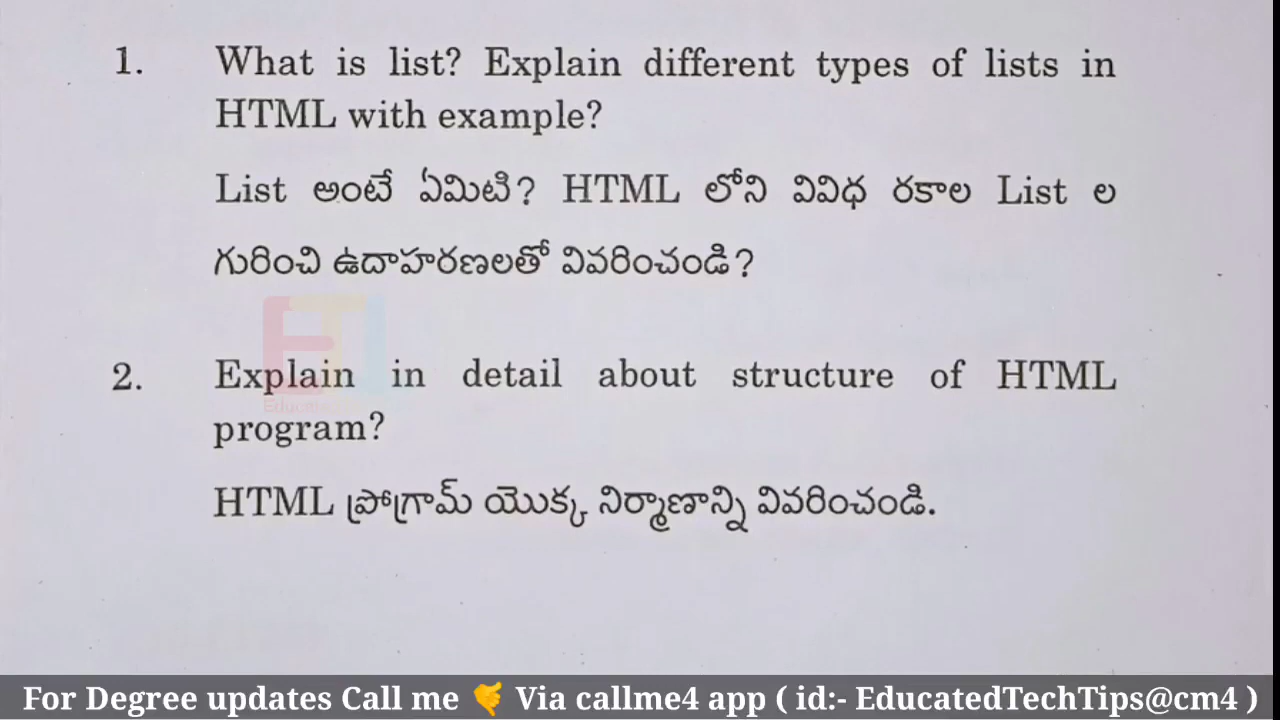 1. What is list? Explain different types of lists in
HTML with example?
List అంటే ఏమిటి? HTML లోని వివిధ రకాల List ల
గురించి ఉదాహరణలతో వివరించండి?
2. Explain in detail about structure of HTML
program?
HTML ప్రోగ్రామ్ యొక్క నిర్మాణాన్ని వివరించండి.
For Degree updates Call me 🤙 Via callme4 app ( id:- EducatedTechTips@cm4 )